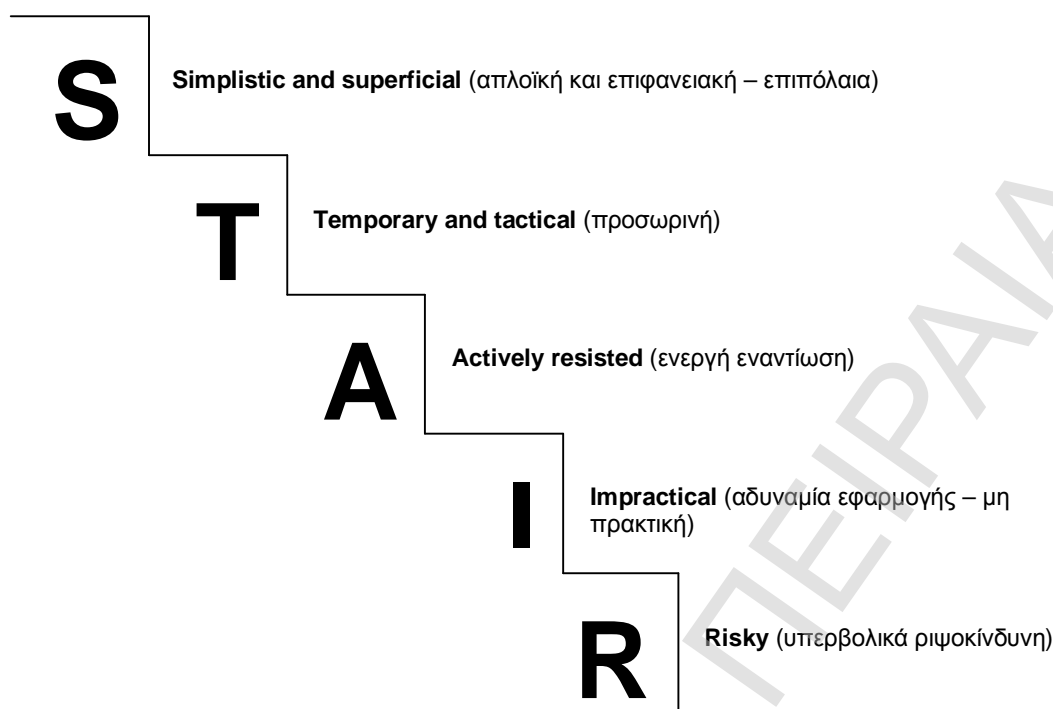 S
Simplistic and superficial (απλοϊκή και επιφανειακή – επιπόλαια)
T
Temporary and tactical (προσωρινή)
A
Actively resisted (ενεργή εναντίωση)
I
Impractical (αδυναμία εφαρμογής – μη
πρακτική)
R
Risky (υπερβολικά ριψοκίνδυνη)
ΠΕΙΡΑΙΑ